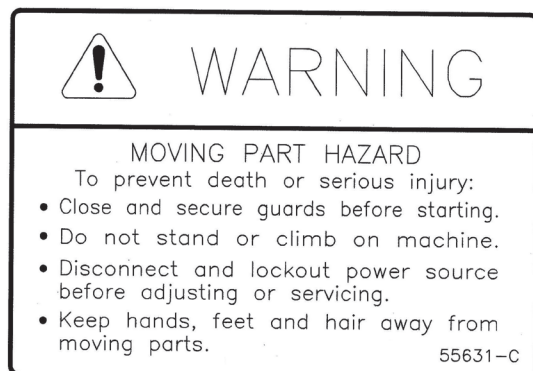 WARNING
MOVING PART HAZARD
To prevent death or serious injury:
• Close and secure guards before starting.
• Do not stand or climb on machine.
• Disconnect and lockout power source
before adjusting or servicing.
• Keep hands, feet and hair away from
moving parts.
55631-C